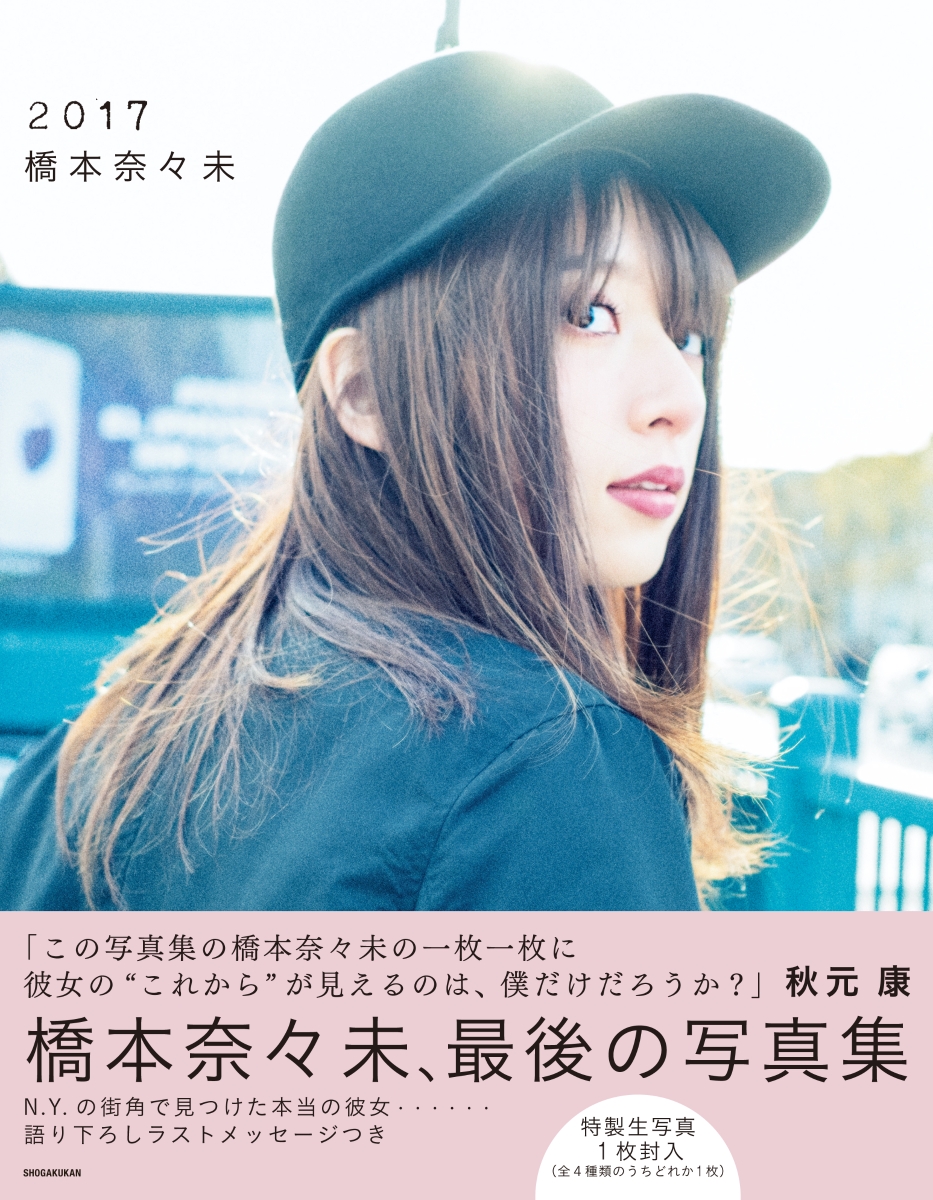 2017
橋本奈々未
「この写真集の橋本奈々未の一枚一枚に
彼女の“これから”が見えるのは、僕だけだろうか？」 秋元 康
橋本奈々未、最後の写真集
N.Y.の街角で見つけた本当の彼女‥‥‥
語り下ろしラストメッセージつき
特製生写真
1枚封入
(全4種類のうちどれか1枚)
SHOGAKUKAN